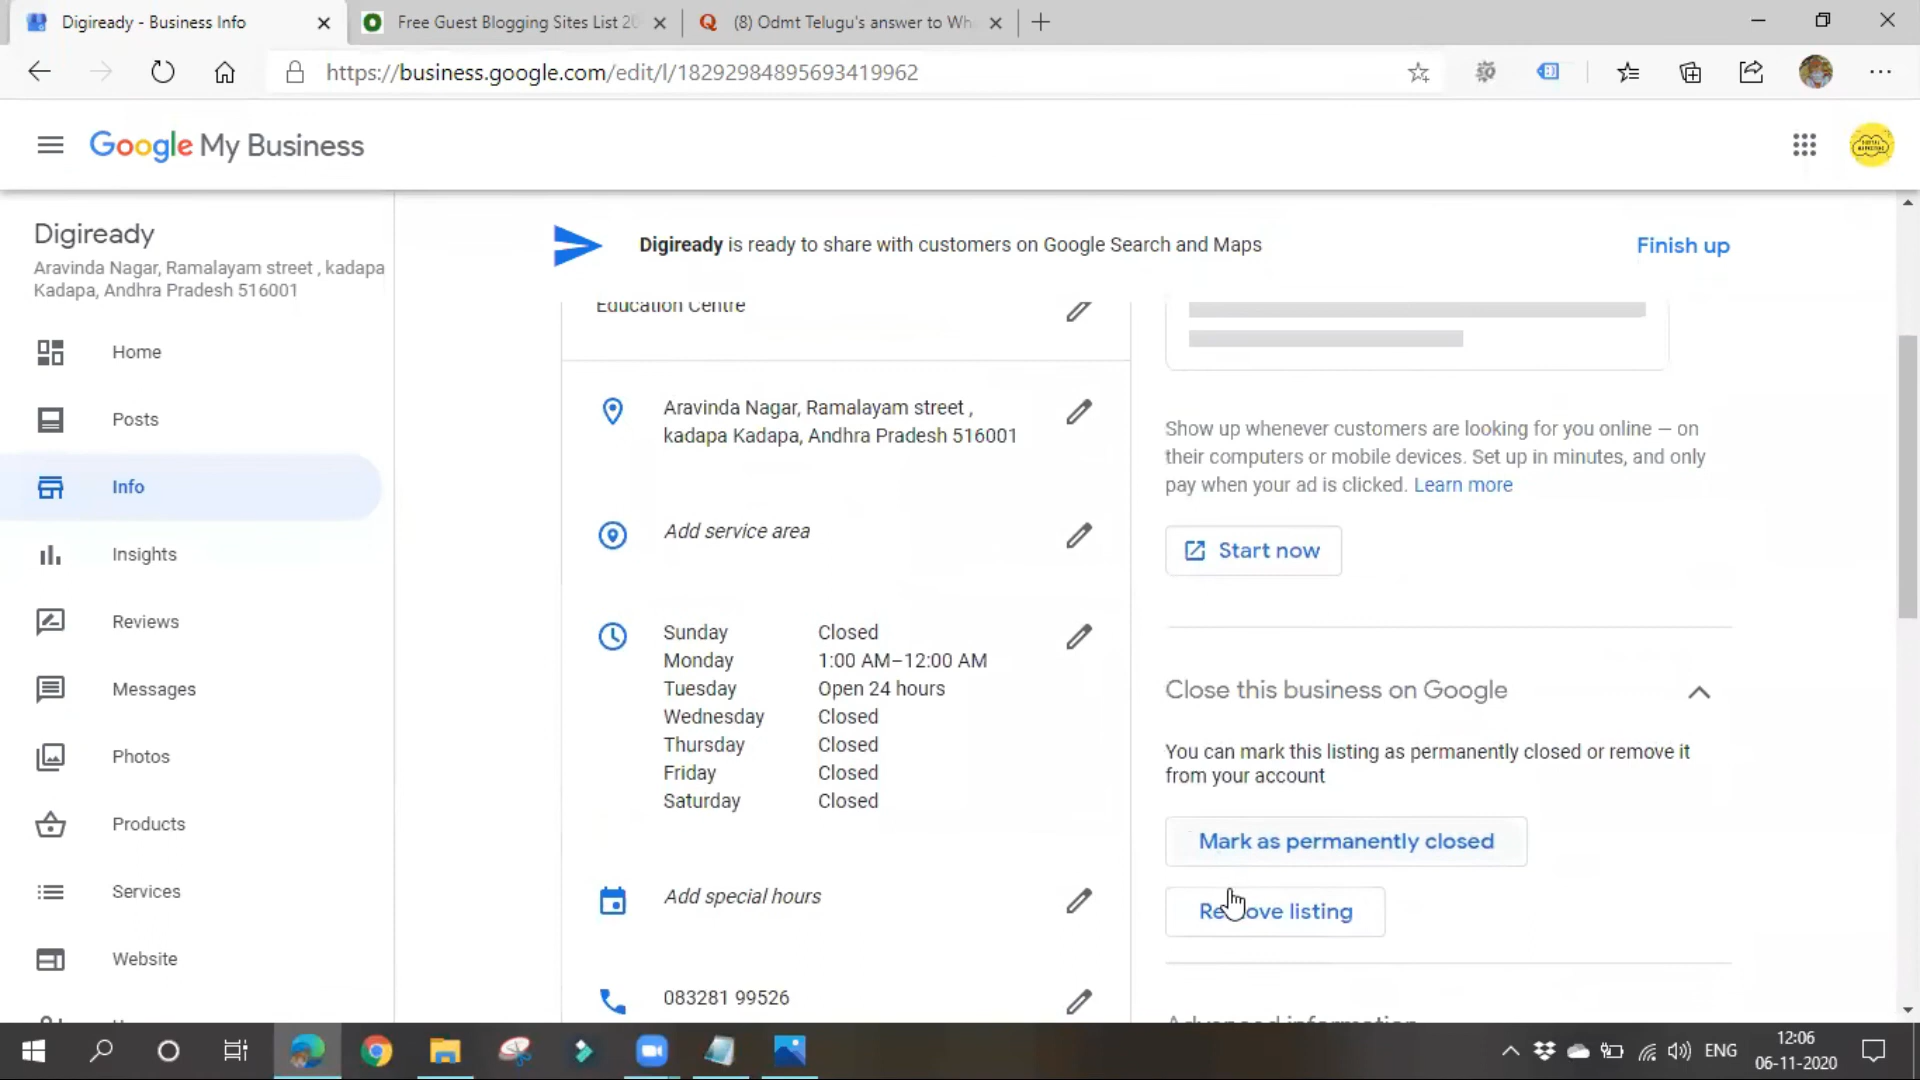 Digiready - Business Info
Free Guest Blogging Sites List 20
(8) Odmt Telugu's answer to Wh
https://business.google.com/edit/l/18292984895693419962
Google My Business
Digiready
Aravinda Nagar, Ramalayam street , kadapa
Kadapa, Andhra Pradesh 516001
Home
Posts
Info
Insights
Reviews
Messages
Photos
Products
Services
Website
Digiready is ready to share with customers on Google Search and Maps
Finish up
Education Centre
Aravinda Nagar, Ramalayam street ,
kadapa Kadapa, Andhra Pradesh 516001
Add service area
Sunday Closed
Monday 1:00 AM–12:00 AM
Tuesday Open 24 hours
Wednesday Closed
Thursday Closed
Friday Closed
Saturday Closed
Add special hours
083281 99526
Show up whenever customers are looking for you online — on
their computers or mobile devices. Set up in minutes, and only
pay when your ad is clicked. Learn more
Start now
Close this business on Google
You can mark this listing as permanently closed or remove it
from your account
Mark as permanently closed
Remove listing
Advanced information
ENG
12:06
06-11-2020